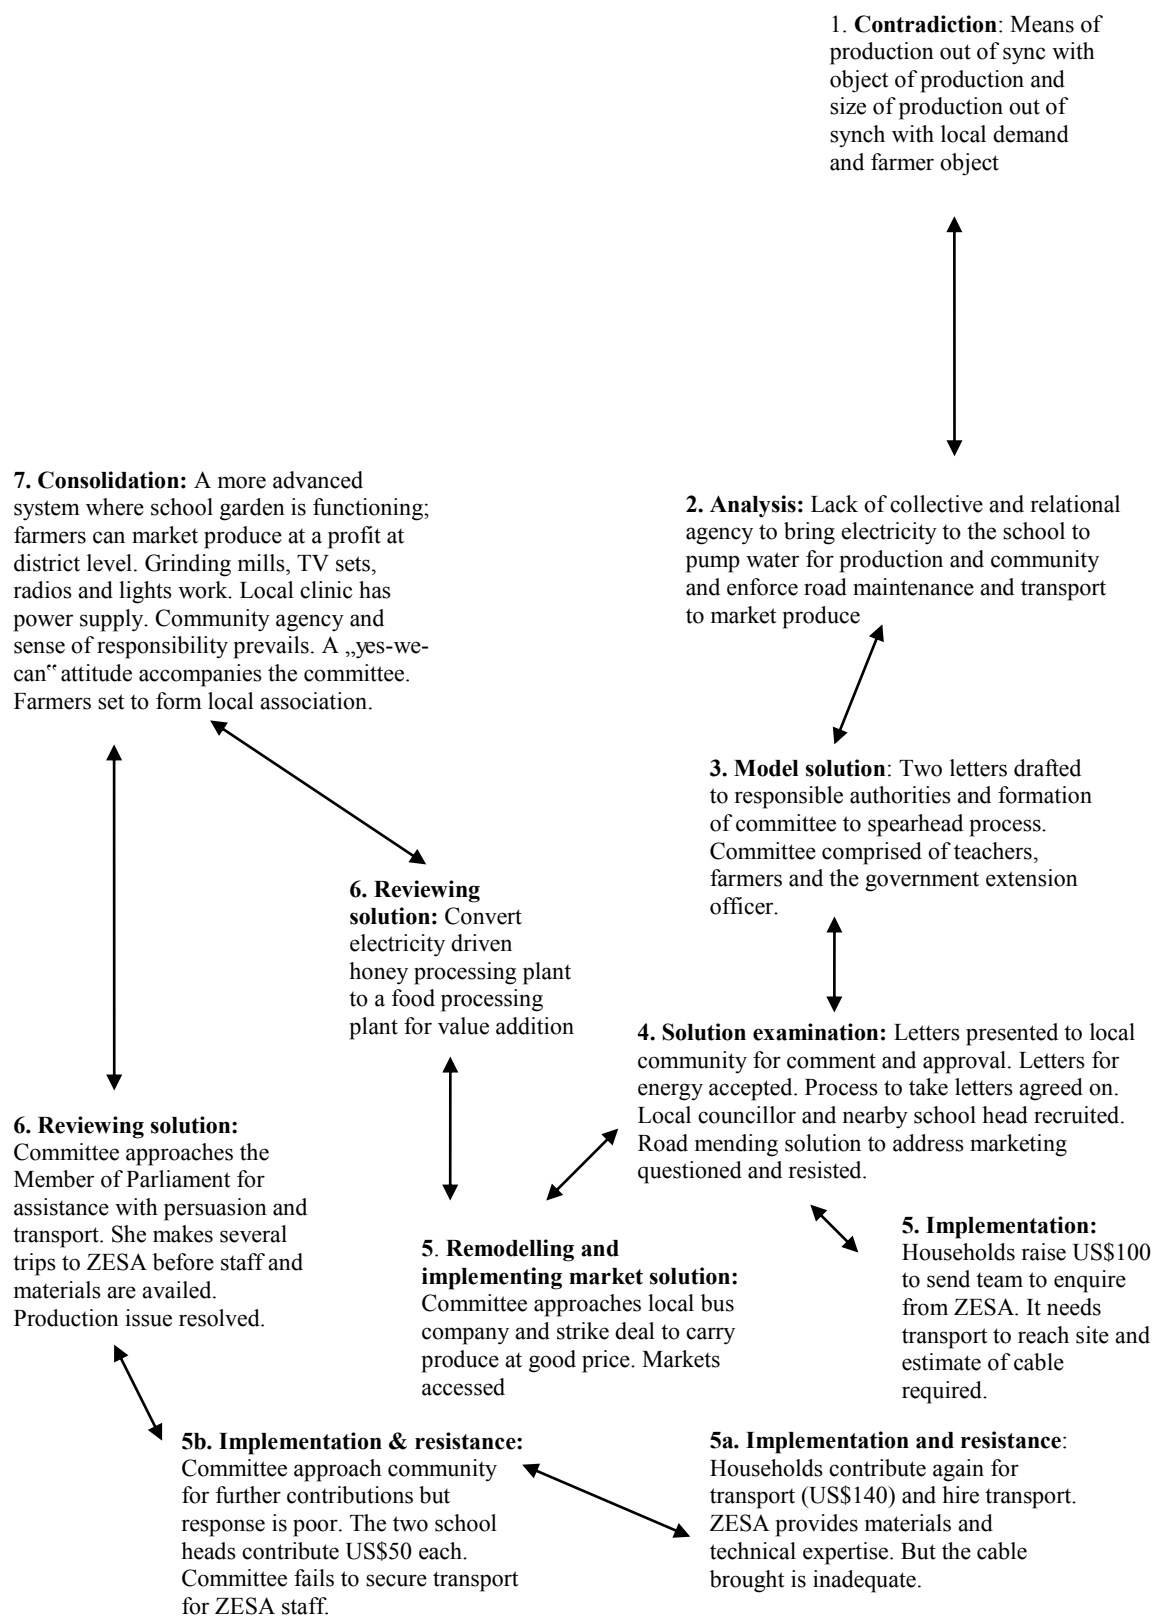 1. Contradiction: Means of
production out of sync with
object of production and
size of production out of
synch with local demand
and farmer object
2. Analysis: Lack of collective and relational
agency to bring electricity to the school to
pump water for production and community
and enforce road maintenance and transport
to market produce
3. Model solution: Two letters drafted
to responsible authorities and formation
of committee to spearhead process.
Committee comprised of teachers,
farmers and the government extension
officer.
4. Solution examination: Letters presented to local
community for comment and approval. Letters for
energy accepted. Process to take letters agreed on.
Local councillor and nearby school head recruited.
Road mending solution to address marketing
questioned and resisted.
5. Implementation:
Households raise US$100
to send team to enquire
from ZESA. It needs
transport to reach site and
estimate of cable
required.
5a. Implementation and resistance:
Households contribute again for
transport (US$140) and hire transport.
ZESA provides materials and
technical expertise. But the cable
brought is inadequate.
5b. Implementation & resistance:
Committee approach community
for further contributions but
response is poor. The two school
heads contribute US$50 each.
Committee fails to secure transport
for ZESA staff.
5. Remodelling and
implementing market solution:
Committee approaches local bus
company and strike deal to carry
produce at good price. Markets
accessed
6. Reviewing
solution: Convert
electricity driven
honey processing plant
to a food processing
plant for value addition
6. Reviewing solution:
Committee approaches the
Member of Parliament for
assistance with persuasion and
transport. She makes several
trips to ZESA before staff and
materials are availed.
Production issue resolved.
7. Consolidation: A more advanced
system where school garden is functioning;
farmers can market produce at a profit at
district level. Grinding mills, TV sets,
radios and lights work. Local clinic has
power supply. Community agency and
sense of responsibility prevails. A „yes-we-
can‟ attitude accompanies the committee.
Farmers set to form local association.